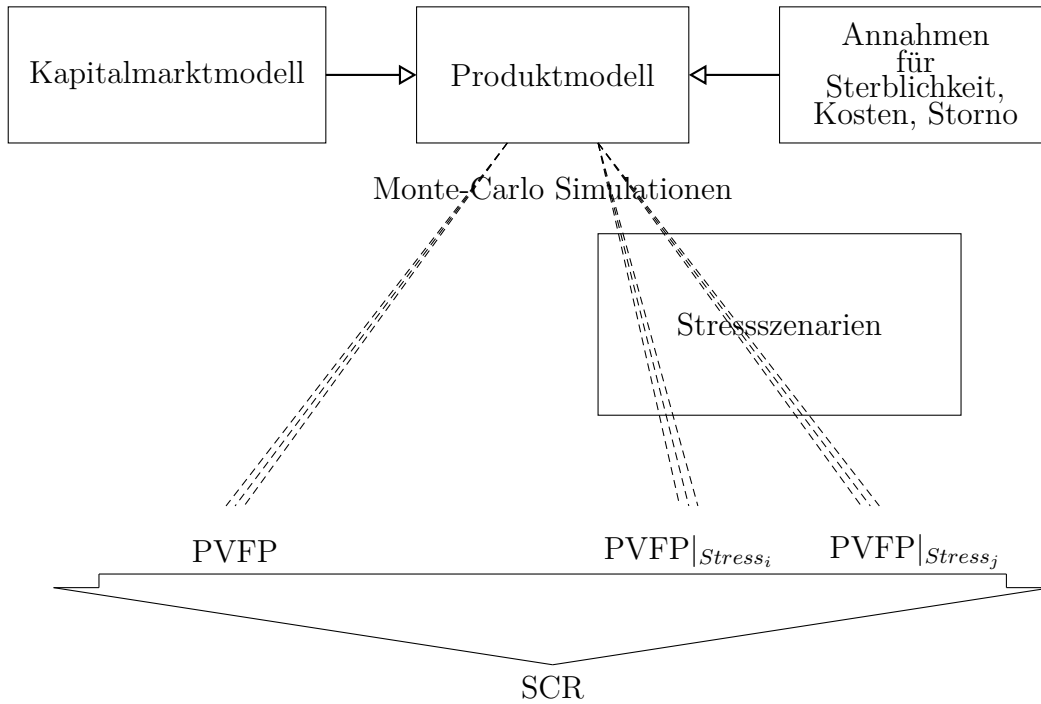 Kapitalmarktmodell
Produktmodell
Annahmen
für
Sterblichkeit,
Kosten, Storno
Monte-Carlo Simulationen
Stressszenarien
PVFP
PVFP|Stress_i
PVFP|Stress_j
SCR